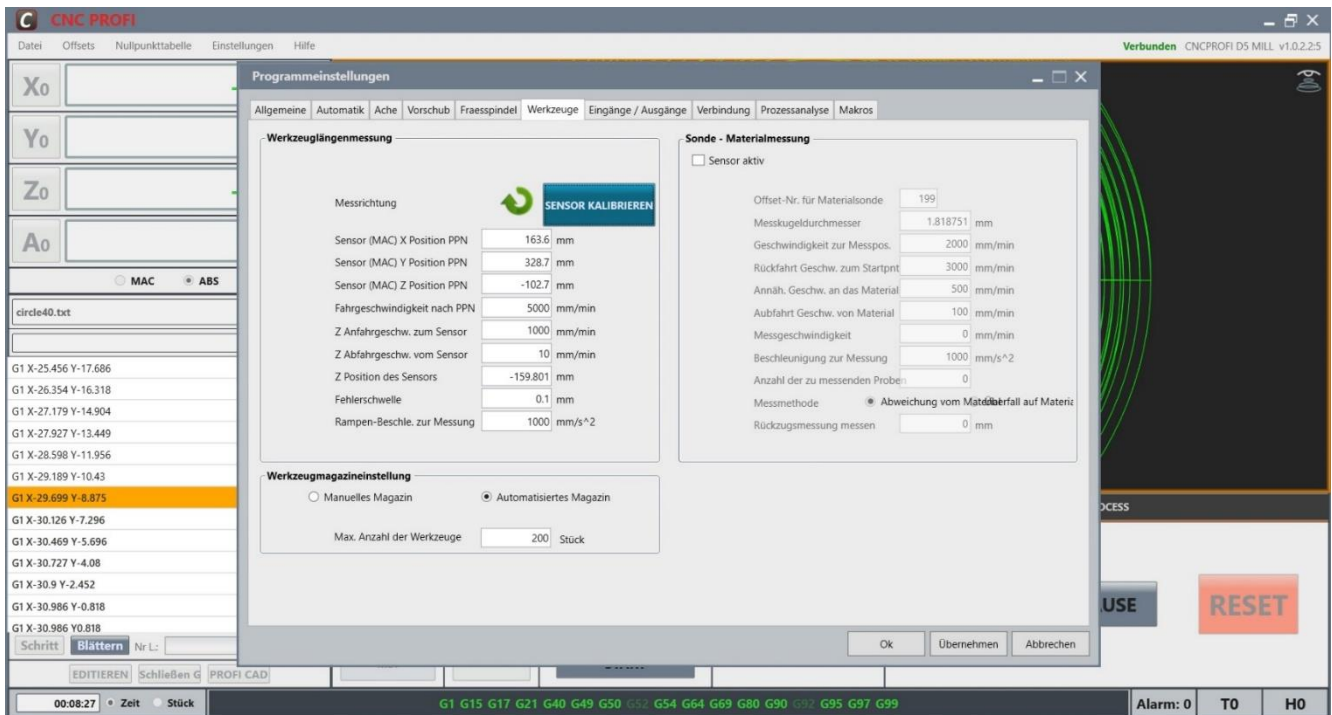 CNC PROFI
Datei Offsets Nullpunkttabelle Einstellungen Hilfe
Verbunden CNCPROFI D5 MILL v1.0.2.2:5
X0
Y0
Z0
A0
MAC ABS
circle40.txt
G1 X-25.456 Y-17.686
G1 X-26.354 Y-16.318
G1 X-27.179 Y-14.904
G1 X-27.927 Y-13.449
G1 X-28.598 Y-11.956
G1 X-29.189 Y-10.43
G1 X-29.699 Y-8.875
G1 X-30.126 Y-7.296
G1 X-30.469 Y-5.696
G1 X-30.727 Y-4.08
G1 X-30.9 Y-2.452
G1 X-30.986 Y-0.818
G1 X-30.986 Y0.818
Schritt Blättern Nr L:
EDITIEREN Schließen G PROFI CAD
Programmeinstellungen
Allgemeine Automatik Ache Vorschub Fraesspindel Werkzeuge Eingänge / Ausgänge Verbindung Prozessanalyse Makros
Werkzeuglängenmessung
Messrichtung SENSOR KALIBRIEREN
Sensor (MAC) X Position PPN 163.6 mm
Sensor (MAC) Y Position PPN 328.7 mm
Sensor (MAC) Z Position PPN -102.7 mm
Fahrgeschwindigkeit nach PPN 5000 mm/min
Z Anfahrgeschw. zum Sensor 1000 mm/min
Z Abfahrgeschw. vom Sensor 10 mm/min
Z Position des Sensors -159.801 mm
Fehlerschwelle 0.1 mm
Rampen-Beschle. zur Messung 1000 mm/s^2
Werkzeugmagazineinstellung
Manuelles Magazin Automatisiertes Magazin
Max. Anzahl der Werkzeuge 200 Stück
Sonde - Materialmessung
Sensor aktiv
Offset-Nr. für Materialsonde 199
Messkugeldurchmesser 1.818751 mm
Geschwindigkeit zur Messpos. 2000 mm/min
Rückfahrt Geschw. zum Startpnt 3000 mm/min
Annäh. Geschw. an das Material 500 mm/min
Aubfahrt Geschw. von Material 100 mm/min
Messgeschwindigkeit 0 mm/min
Beschleunigung zur Messung 1000 mm/s^2
Anzahl der zu messenden Proben 0
Messmethode Abweichung vom auf Materia
Rückzugsmessung messen 0 mm
Ok Übernehmen Abbrechen
OCESS
USE RESET
00:08:27 Zeit Stück
G1 G15 G17 G21 G40 G49 G50 G52 G54 G64 G69 G80 G90 G92 G95 G97 G99
Alarm: 0 T0 H0